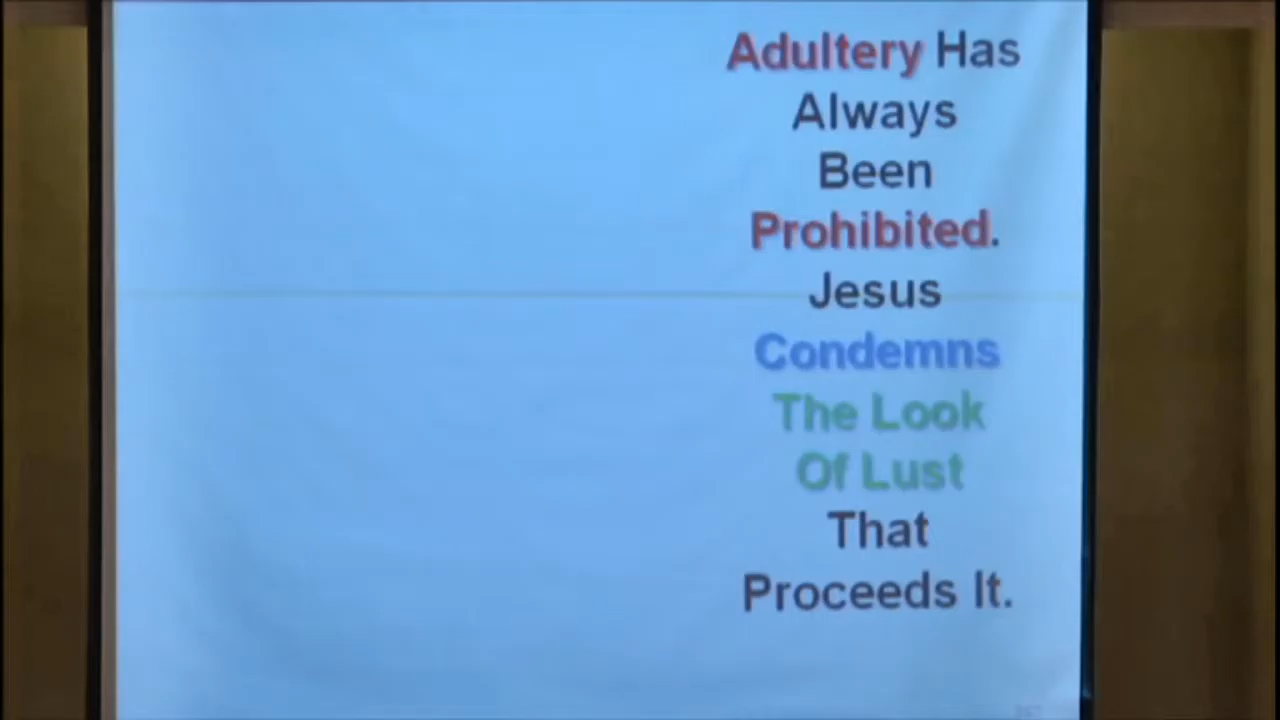 Adultery Has
Always
Been
Prohibited.
Jesus
Condemns
The Look
Of Lust
That
Proceeds It.